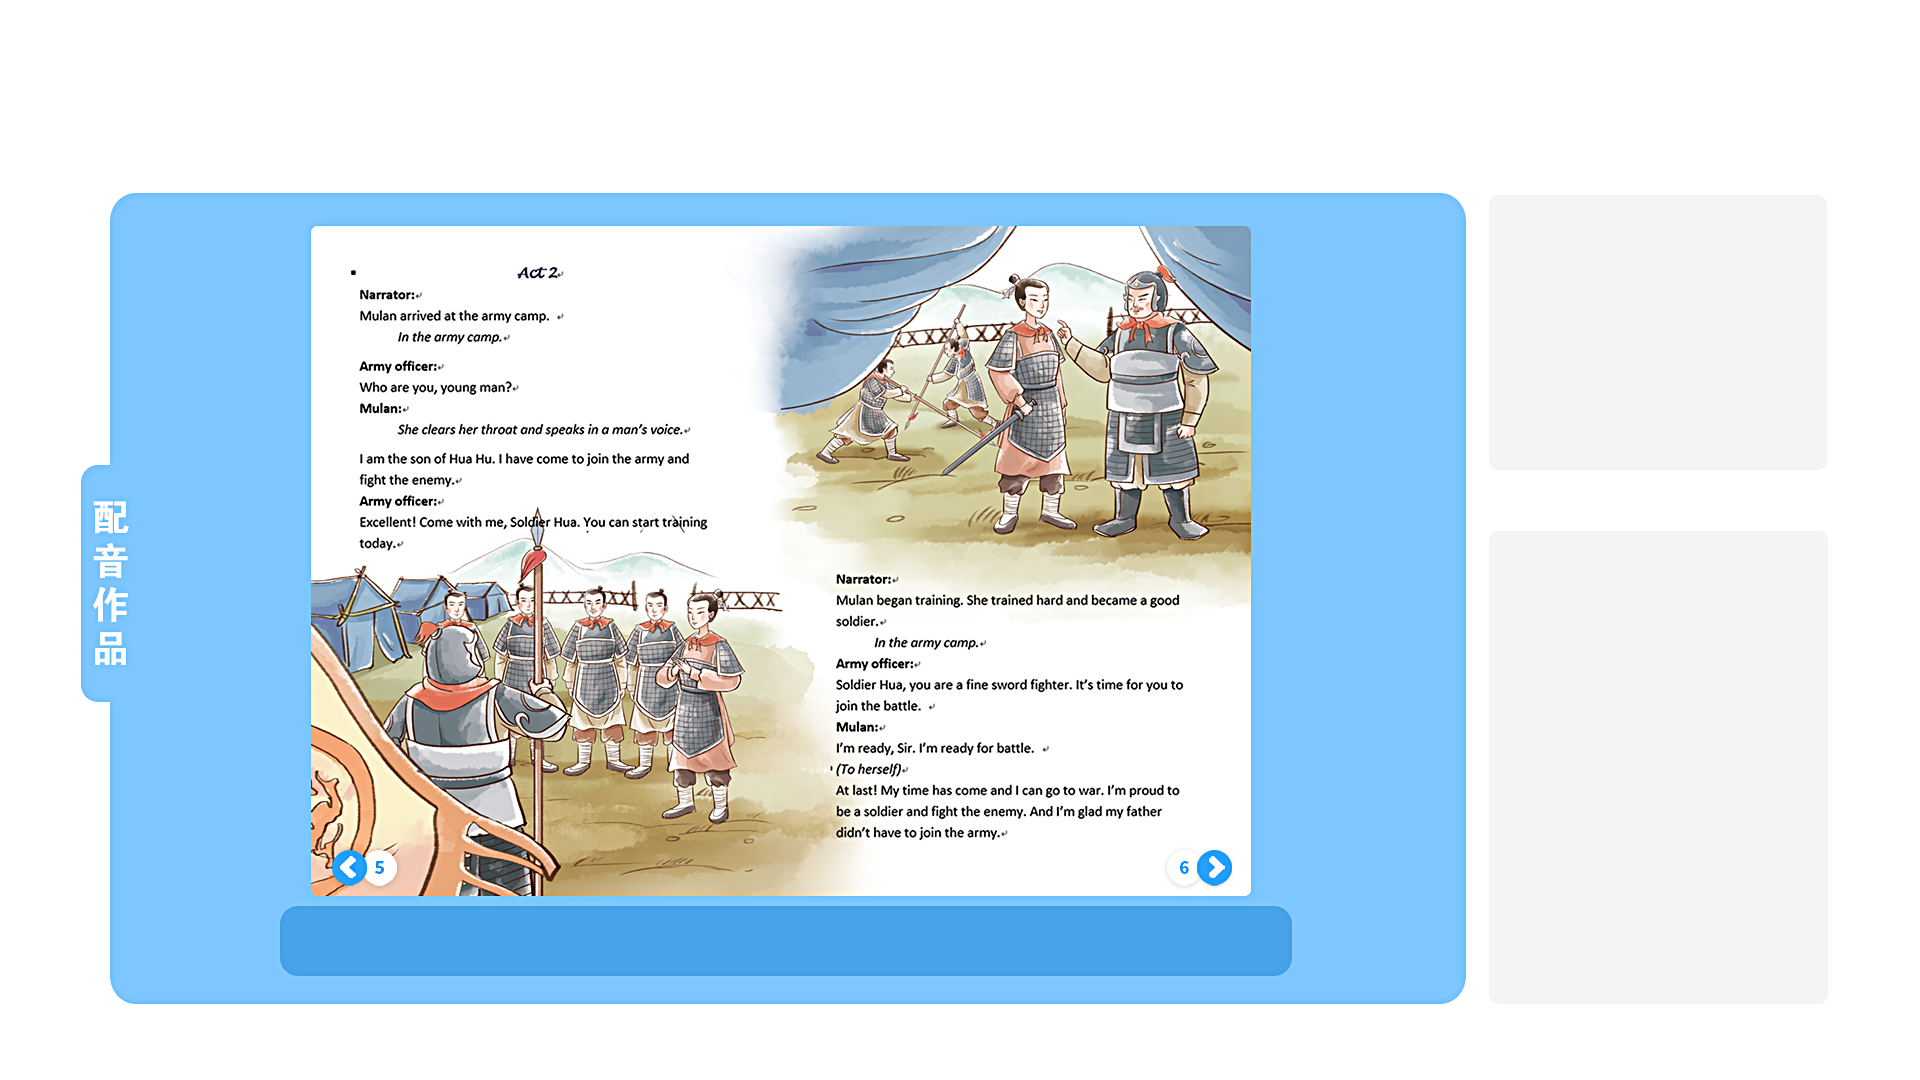 配
音
作
品
Act 2
Narrator:
Mulan arrived at the army camp.
In the army camp.
Army officer:
Who are you, young man?
Mulan:
She clears her throat and speaks in a man's voice.
I am the son of Hua Hu. I have come to join the army and
fight the enemy.
Army officer:
Excellent! Come with me, Soldier Hua. You can start training
today.
5
Narrator:
Mulan began training. She trained hard and became a good
soldier.
In the army camp.
Army officer:
Soldier Hua, you are a fine sword fighter. It's time for you to
join the battle.
Mulan:
I'm ready, Sir. I'm ready for battle.
(To herself)
At last! My time has come and I can go to war. I'm proud to
be a soldier and fight the enemy. And I'm glad my father
didn't have to join the army.
6